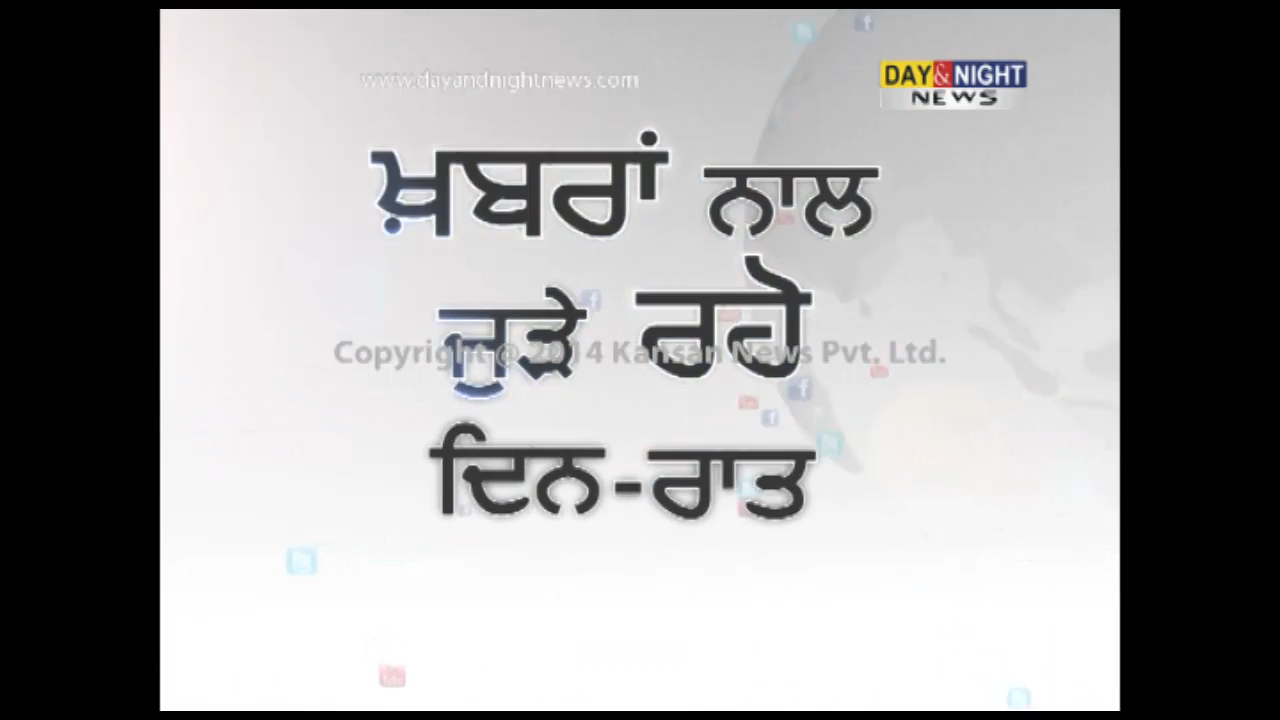 www.dayandnightnews.com
DAY&NIGHT
NEWS
ਖ਼ਬਰਾਂ ਨਾਲ
ਜੁੜੇ ਰਹੋ
Copyright @ 2014 Kansan News Pvt. Ltd.
ਦਿਨ-ਰਾਤ